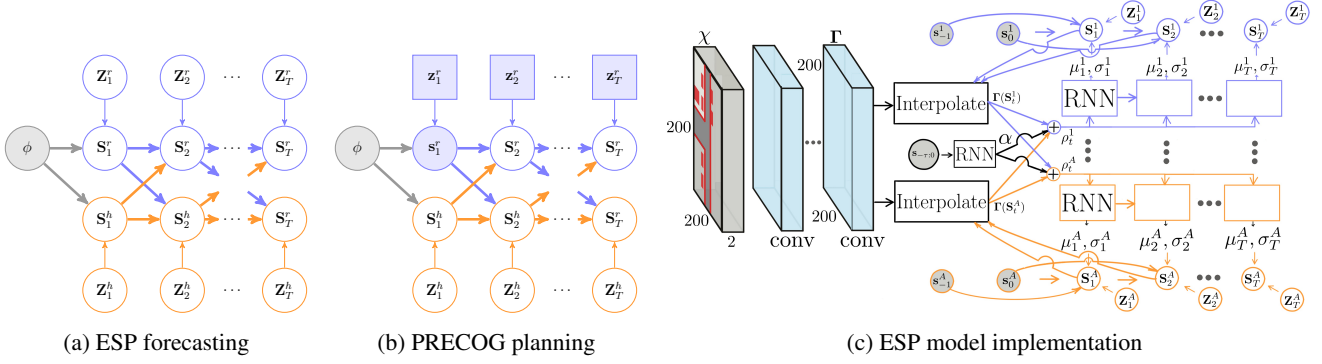 Z^r_1 Z^r_2 ... Z^r_T
ϕ S^r_1 S^r_2 ... S^r_T
S^h_1 S^h_2 ... S^r_T
Z^h_1 Z^h_2 ... Z^h_T
(a) ESP forecasting
z^r_1 z^r_2 ... z^r_T
ϕ s^r_1 S^r_2 ... S^r_T
S^h_1 S^h_2 ... S^r_T
Z^h_1 Z^h_2 ... Z^h_T
(b) PRECOG planning
χ
200
200
2
conv
Γ
200
200
conv
Interpolate
Γ(S^1_t)
Interpolate
Γ(S^A_t)
s_{-τ:0}
RNN
α
+ ρ^1_t
+ ρ^A_t
Z^1_1 Z^1_2 Z^1_T
s^1_{-1} s^1_0 S^1_1 S^1_2 ... S^1_T
μ^1_1, σ^1_1 μ^1_2, σ^1_2 μ^1_T, σ^1_T
RNN
RNN
μ^A_1, σ^A_1 μ^A_2, σ^A_2 μ^A_T, σ^A_T
s^A_{-1} s^A_0 S^A_1 S^A_2 ... S^A_T
Z^A_1 Z^A_2 Z^A_T
(c) ESP model implementation